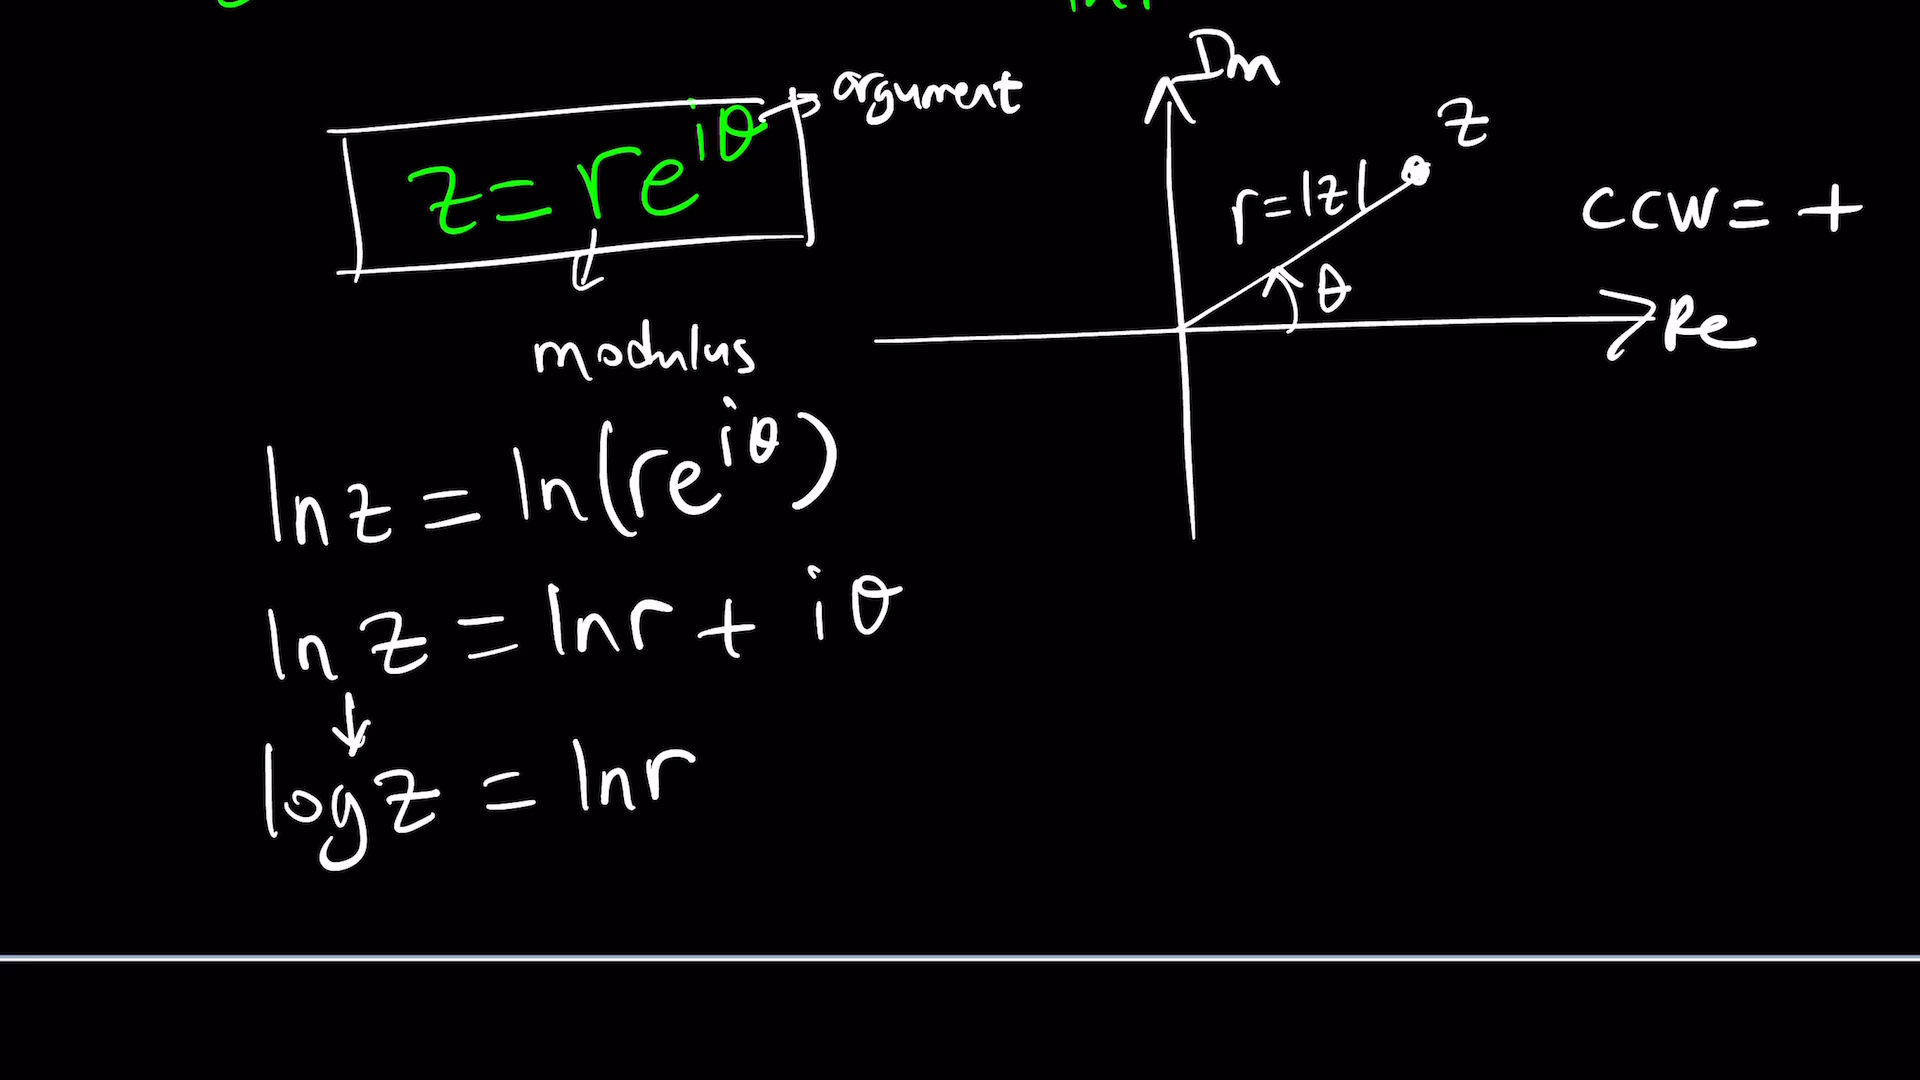 argument
z=re^{iθ}
modulus
Im
z
r=|z|
θ
CCW= +
Re
ln z = ln(re^{iθ})
ln z = ln r + iθ
log z = ln r